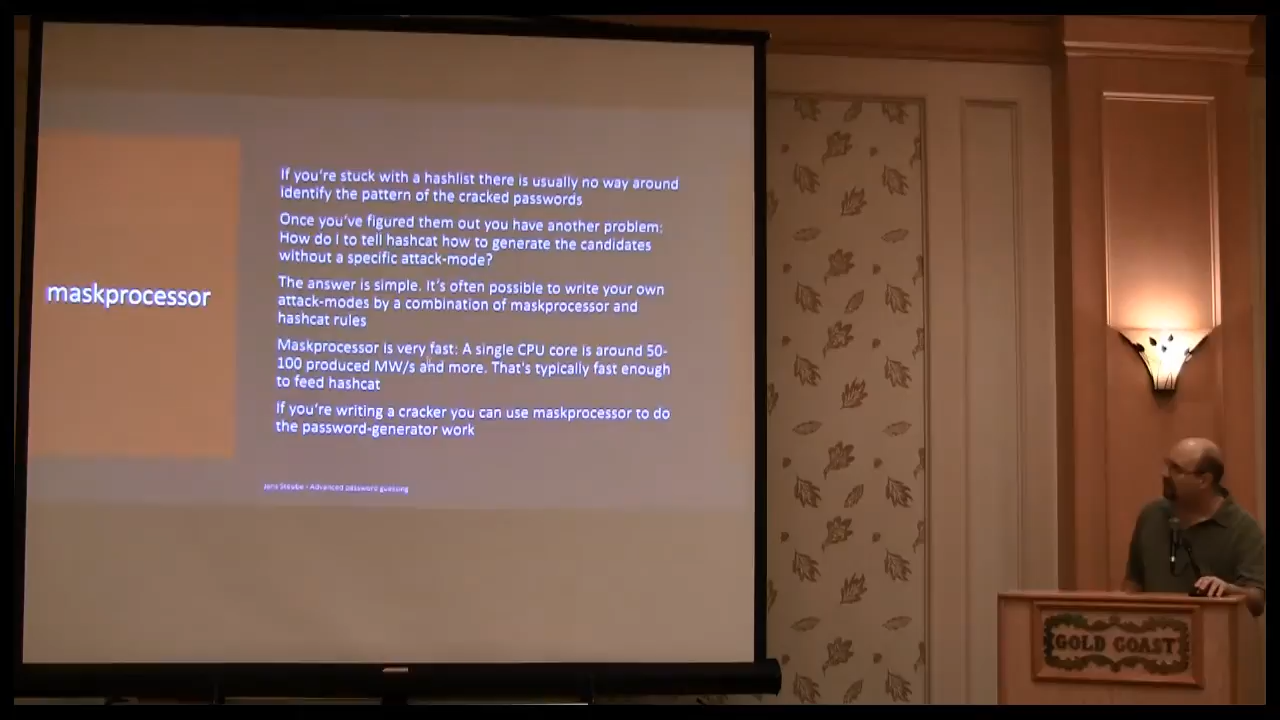 maskprocessor
If you're stuck with a hashlist there is usually no way around
identify the pattern of the cracked passwords
Once you've figured them out you have another problem:
How do I to tell hashcat how to generate the candidates
without a specific attack-mode?
The answer is simple. It's often possible to write your own
attack-modes by a combination of maskprocessor and
hashcat rules
Maskprocessor is very fast: A single CPU core is around 50-
100 produced MW/s and more. That's typically fast enough
to feed hashcat
If you're writing a cracker you can use maskprocessor to do
the password-generator work
Jens Steube - Advanced password guessing
GOLD COAST